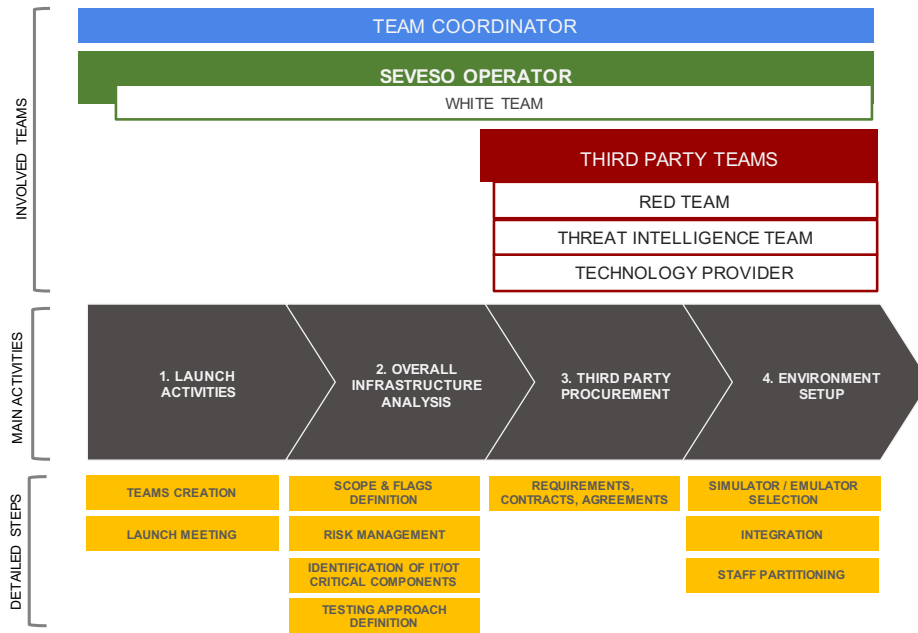 INVOLVED TEAMS
TEAM COORDINATOR
SEVESO OPERATOR
WHITE TEAM
THIRD PARTY TEAMS
RED TEAM
THREAT INTELLIGENCE TEAM
TECHNOLOGY PROVIDER
MAIN ACTIVITIES
1. LAUNCH
ACTIVITIES
2. OVERALL
INFRASTRUCTURE
ANALYSIS
3. THIRD PARTY
PROCUREMENT
4. ENVIRONMENT
SETUP
DETAILED STEPS
TEAMS CREATION
LAUNCH MEETING
SCOPE & FLAGS
DEFINITION
RISK MANAGEMENT
IDENTIFICATION OF IT/OT
CRITICAL COMPONENTS
TESTING APPROACH
DEFINITION
REQUIREMENTS,
CONTRACTS, AGREEMENTS
SIMULATOR / EMULATOR
SELECTION
INTEGRATION
STAFF PARTITIONING